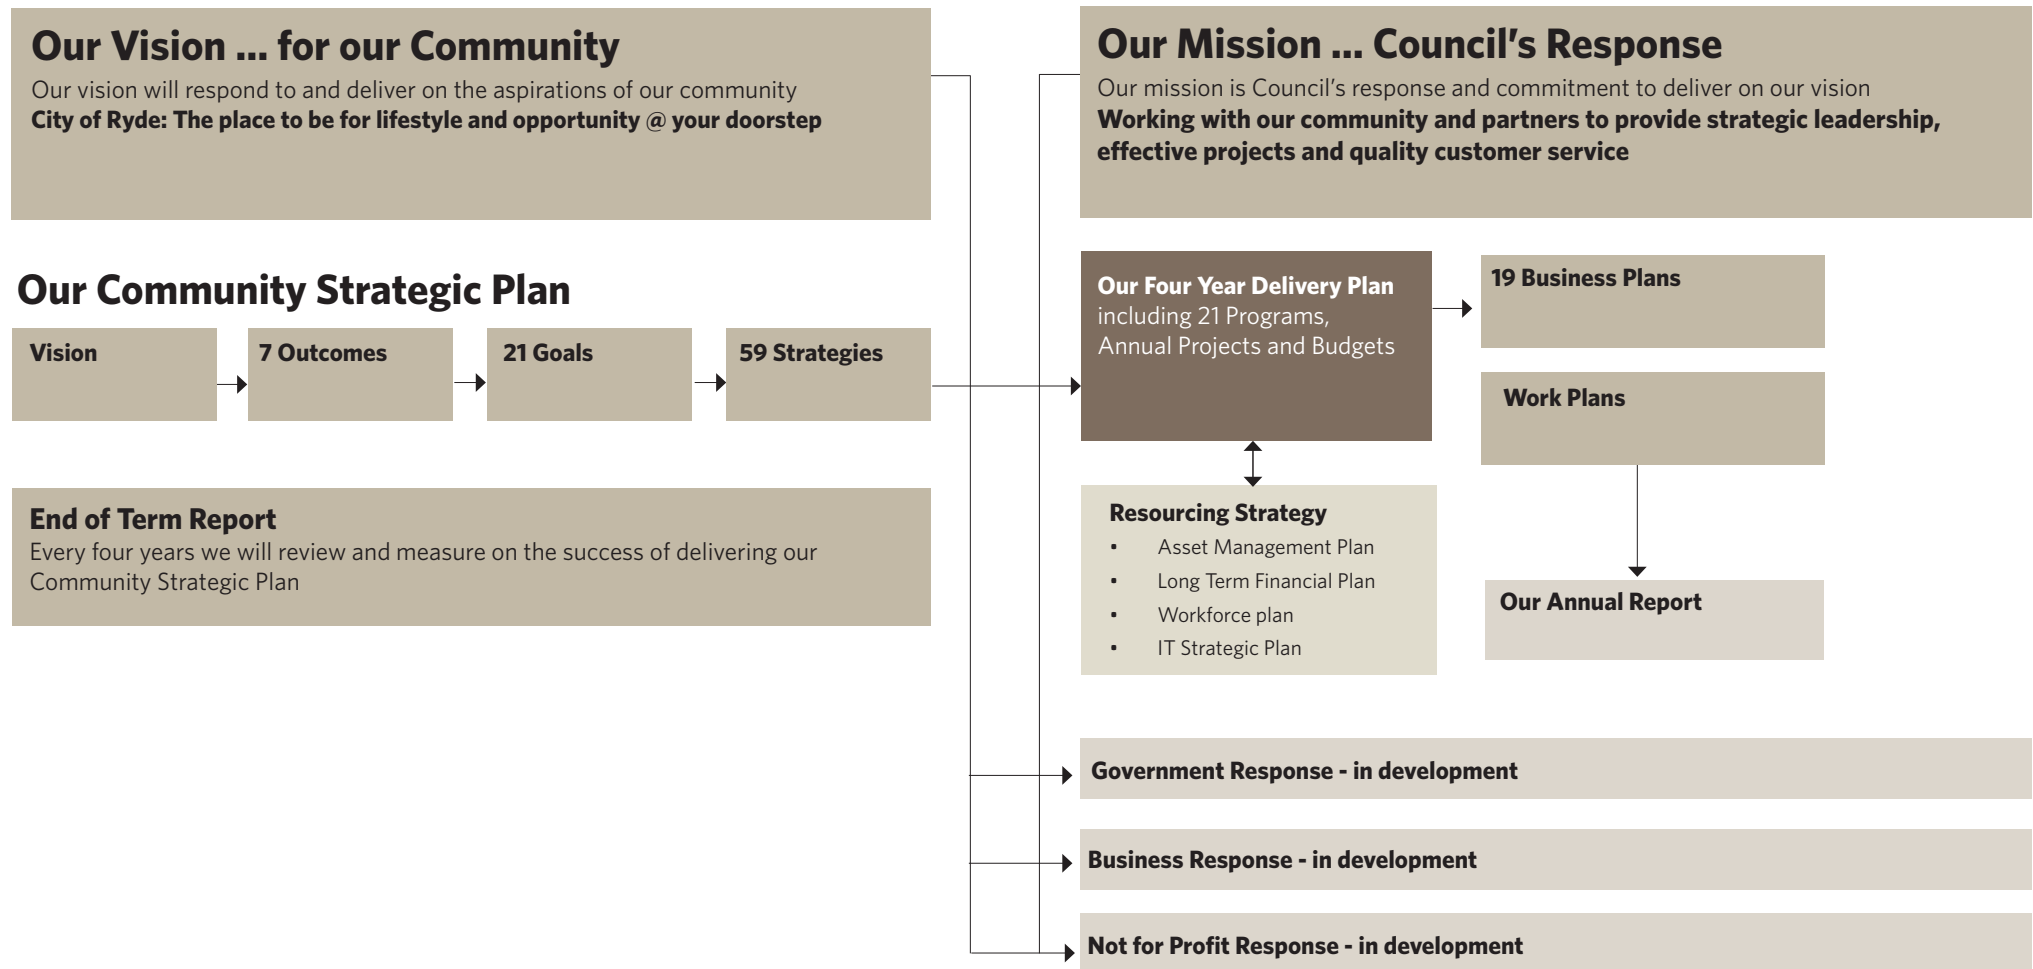 Our Vision ... for our Community
Our vision will respond to and deliver on the aspirations of our community
City of Ryde: The place to be for lifestyle and opportunity @ your doorstep
Our Mission ... Council's Response
Our mission is Council's response and commitment to deliver on our vision
Working with our community and partners to provide strategic leadership,
effective projects and quality customer service
Our Community Strategic Plan
Vision
7 Outcomes
21 Goals
59 Strategies
Our Four Year Delivery Plan
including 21 Programs,
Annual Projects and Budgets
19 Business Plans
Work Plans
End of Term Report
Every four years we will review and measure on the success of delivering our
Community Strategic Plan
Resourcing Strategy
• Asset Management Plan
• Long Term Financial Plan
• Workforce plan
• IT Strategic Plan
Our Annual Report
Government Response - in development
Business Response - in development
Not for Profit Response - in development